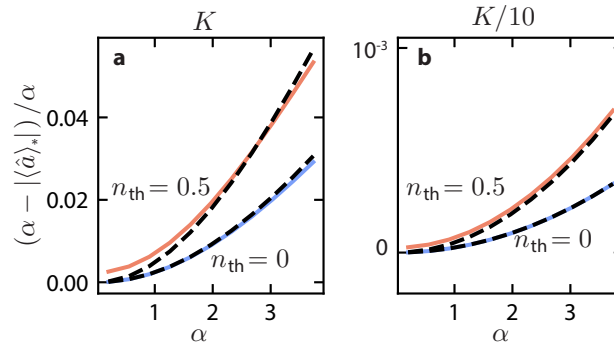 K
K/10
a
b
(α − |⟨â⟩*|)/α
0.04
0.02
0.00
10⁻³
0
n_th = 0.5
n_th = 0
n_th = 0.5
n_th = 0
1 2 3
1 2 3
α
α